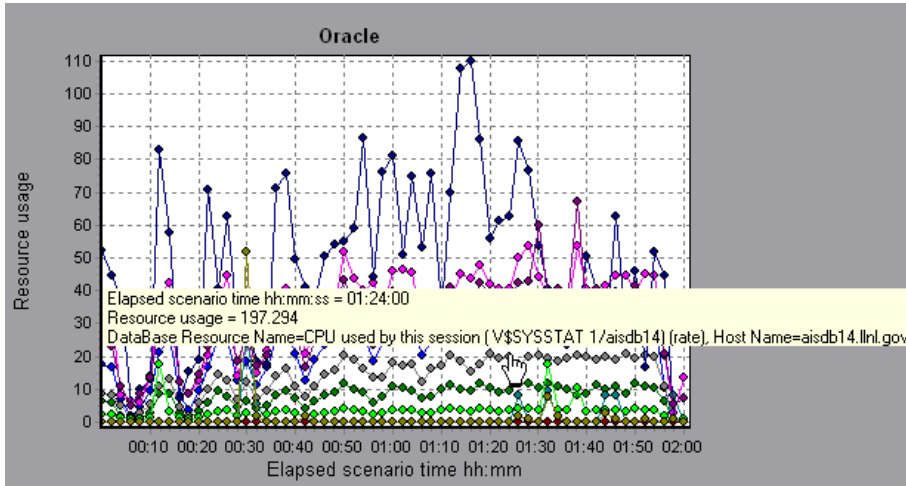 Oracle
110
100
90
80
70
60
50
40
30
20
10
0
Resource usage
Elapsed scenario time hh:mm:ss = 01:24:00
Resource usage = 197.294
DataBase Resource Name=CPU used by this session (V$SYSSTAT 1/aisdb14) (rate), Host Name=aisdb14.llnl.gov
00:10 00:20 00:30 00:40 00:50 01:00 01:10 01:20 01:30 01:40 01:50 02:00
Elapsed scenario time hh:mm